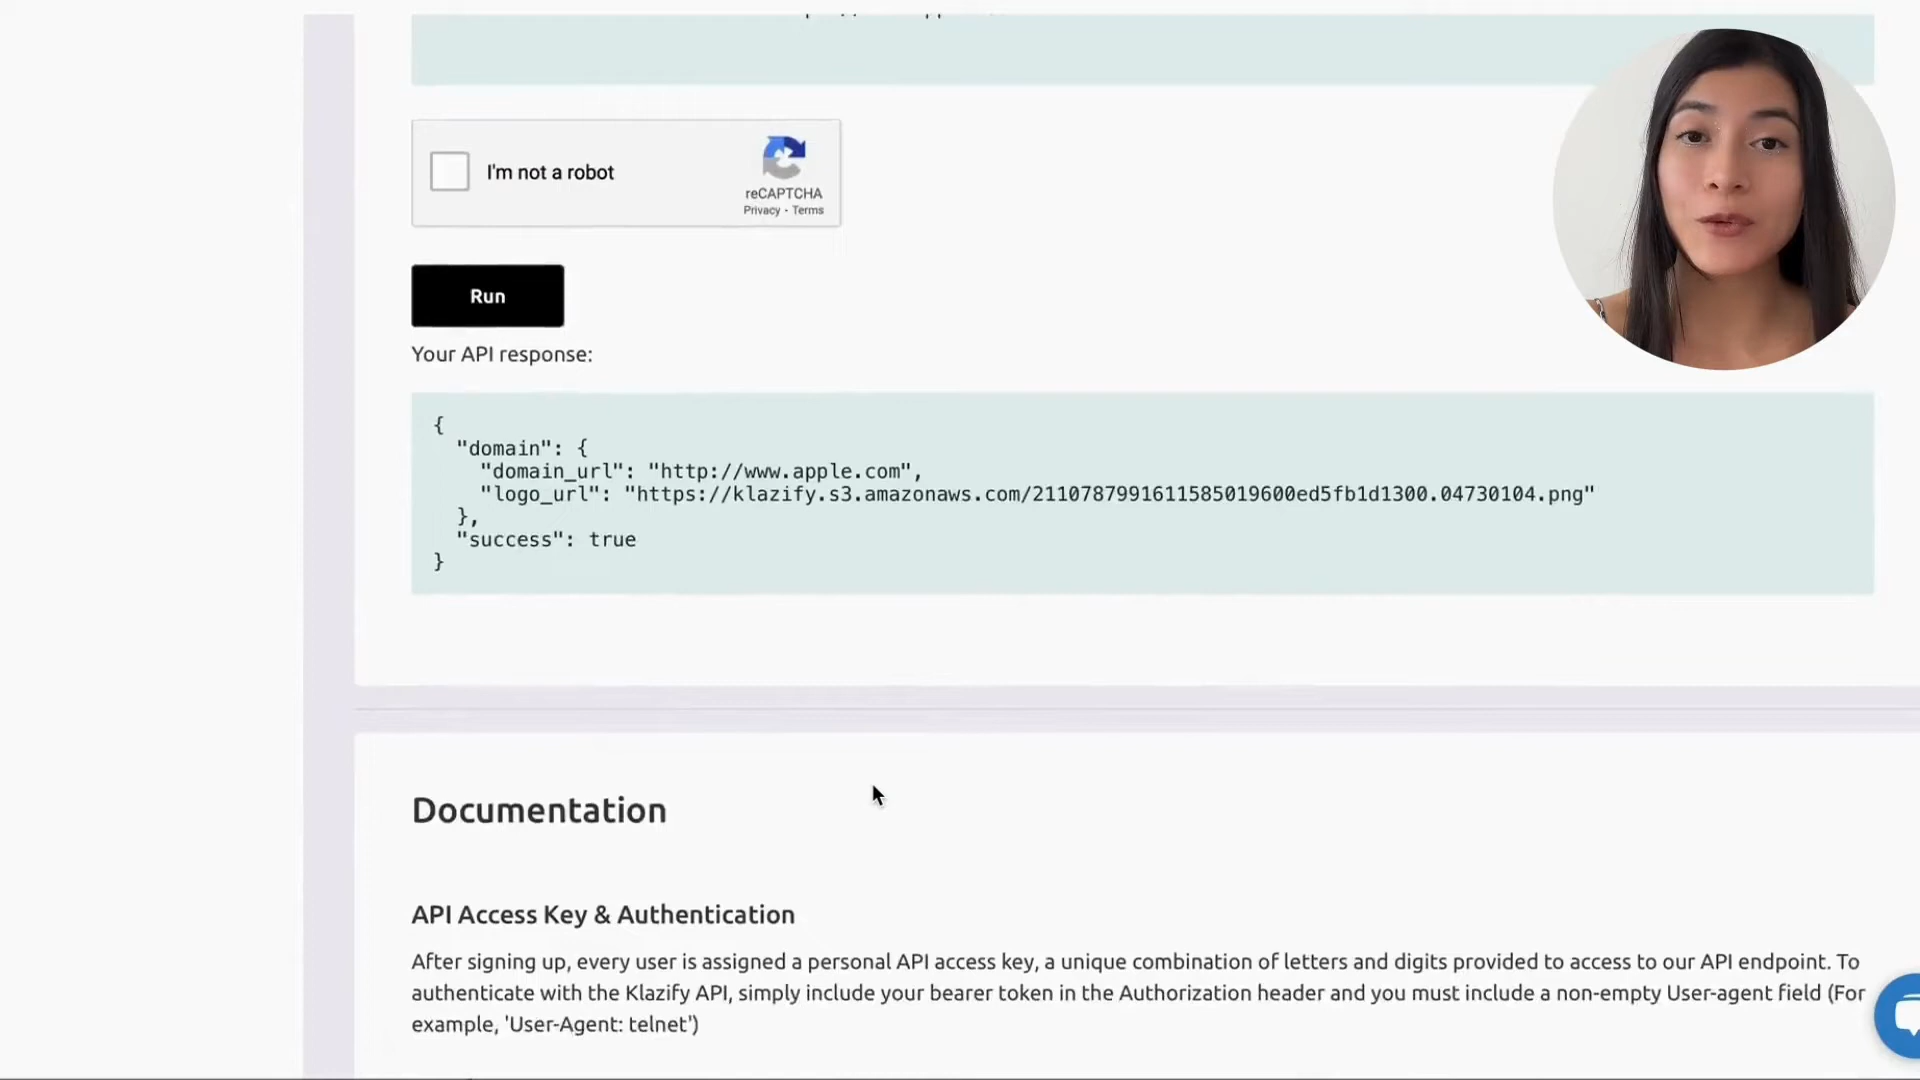 I'm not a robot
reCAPTCHA
Privacy - Terms
Run
Your API response:
{
"domain": {
"domain_url": "http://www.apple.com",
"logo_url": "https://klazify.s3.amazonaws.com/2110787991611585019600ed5fb1d1300.04730104.png"
},
"success": true
}
Documentation
API Access Key & Authentication
After signing up, every user is assigned a personal API access key, a unique combination of letters and digits provided to access to our API endpoint. To
authenticate with the Klazify API, simply include your bearer token in the Authorization header and you must include a non-empty User-agent field (For
example, 'User-Agent: telnet')